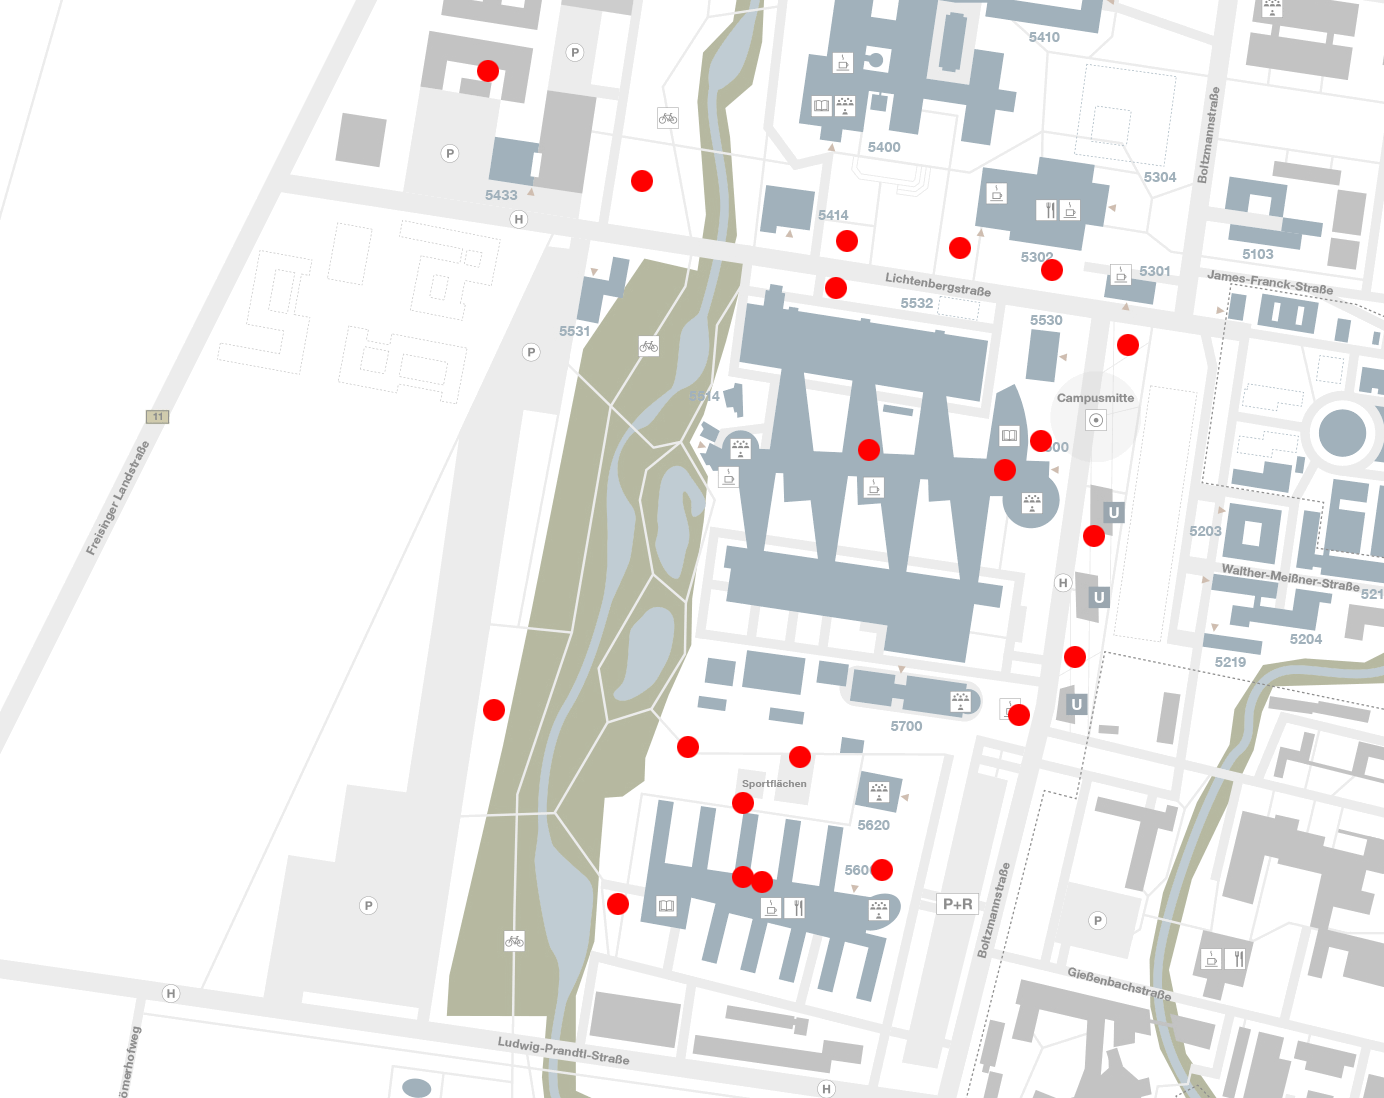 5410
P
5400
P
5304
Boltzmannstraße
5433
5414
H
5302
5103
5301
James-Franck-Straße
Lichtenbergstraße
5532
5530
5531
P
Campusmitte
11
Freisinger Landstraße
U
5203
H
Walther-Meißner-Straße
U
5204
5219
U
5700
Sportflächen
5620
P+R
P
P
Boltzmannstraße
Gießenbachstraße
H
Ludwig-Prandtl-Straße
H